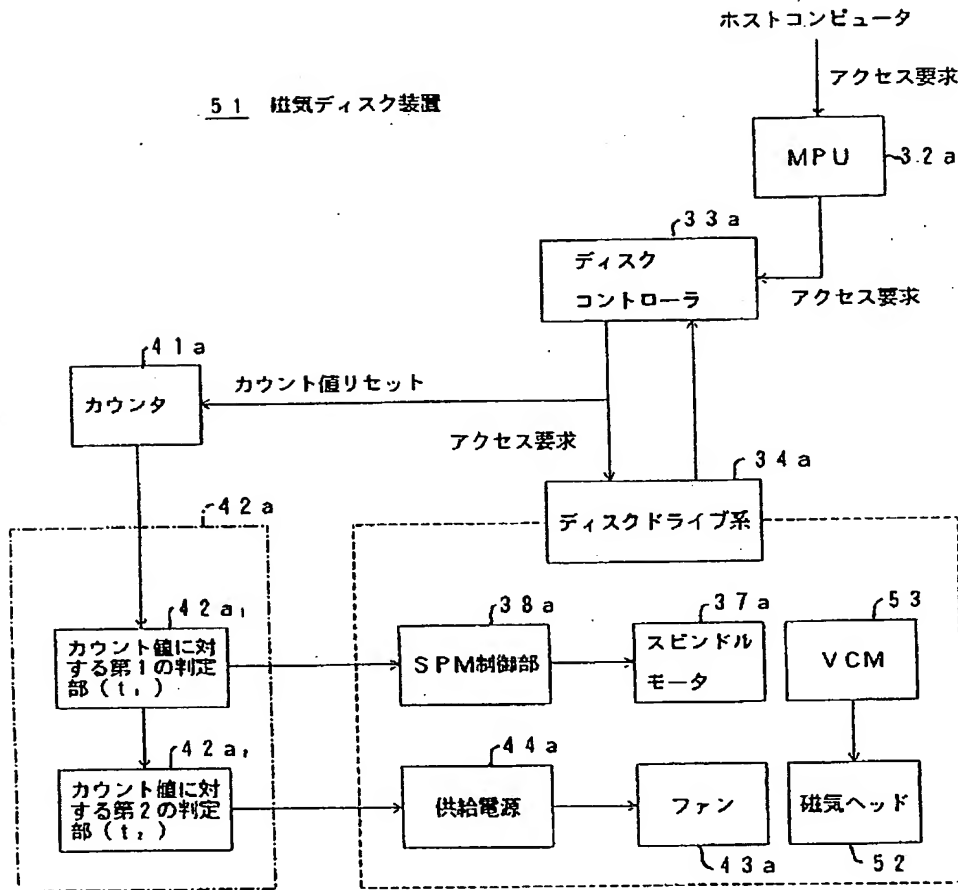 ホストコンピュータ
アクセス要求
51 磁気ディスク装置
MPU
3.2a
33a
ディスク
コントローラ
アクセス要求
41a
カウンタ
カウント値リセット
アクセス要求
34a
ディスクドライブ系
42a
42a₁
カウント値に対
する第1の判定
部(t₁)
38a
SPM制御部
37a
スピンドル
モータ
53
VCM
42a₂
カウント値に対
する第2の判定
部(t₂)
44a
供給電源
ファン
43a
磁気ヘッド
52